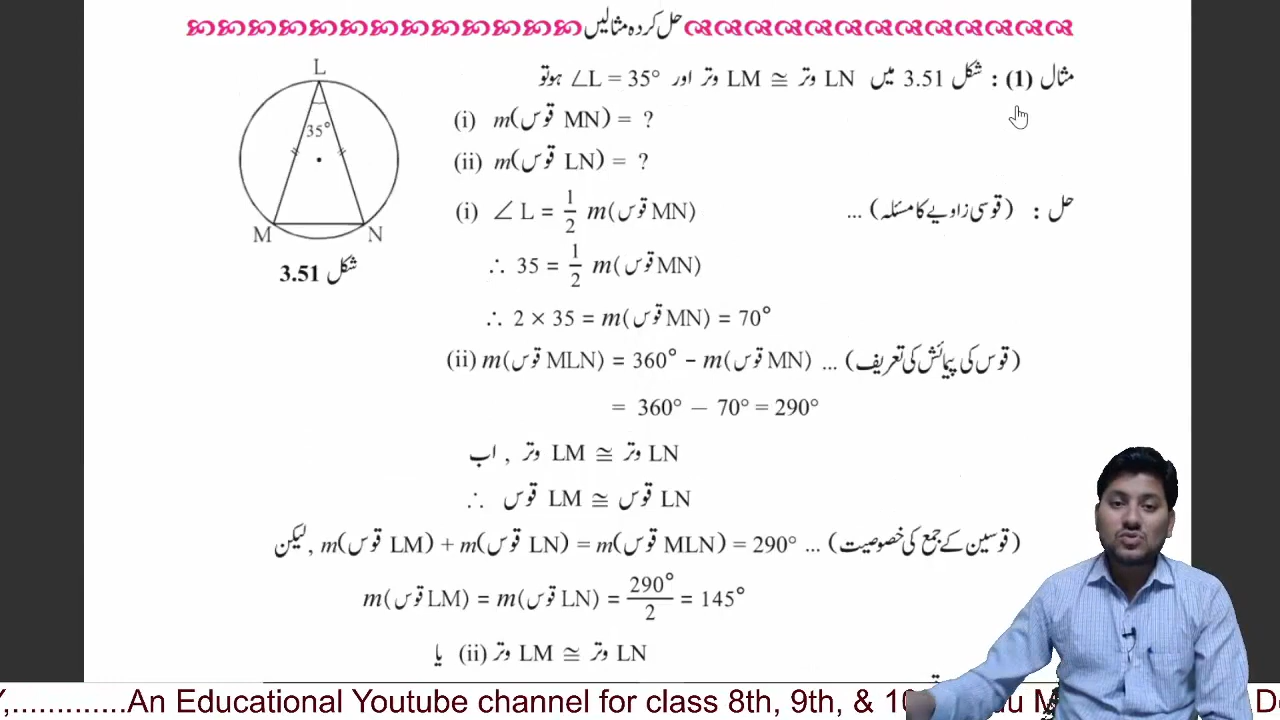 حل کردہ مثالیں
مثال (1) : شکل 3.51 میں وتر LM ≅ وتر LN اور ∠L = 35° ہو تو
(i) m(قوس MN) = ?
(ii) m(قوس LN) = ?
L
35°
M
N
شکل 3.51
حل : (قوسی زاویے کا مسئلہ) ... (i) ∠ L = 1/2 m(قوس MN)
∴ 35 = 1/2 m(قوس MN)
∴ 2 × 35 = m(قوس MN) = 70°
(ii) m(قوس MLN) = 360° − m(قوس MN) ... (قوس کی پیمائش کی تعریف)
= 360° − 70° = 290°
اب , وتر LM ≅ وتر LN
∴ قوس LM ≅ قوس LN
لیکن, m(قوس LM) + m(قوس LN) = m(قوس MLN) = 290° ... (قوسین کے جمع کی خصوصیت)
m(قوس LM) = m(قوس LN) = 290°/2 = 145°
یا (ii) وتر LM ≅ وتر LN
,.............An Educational Youtube channel for class 8th, 9th, & 10